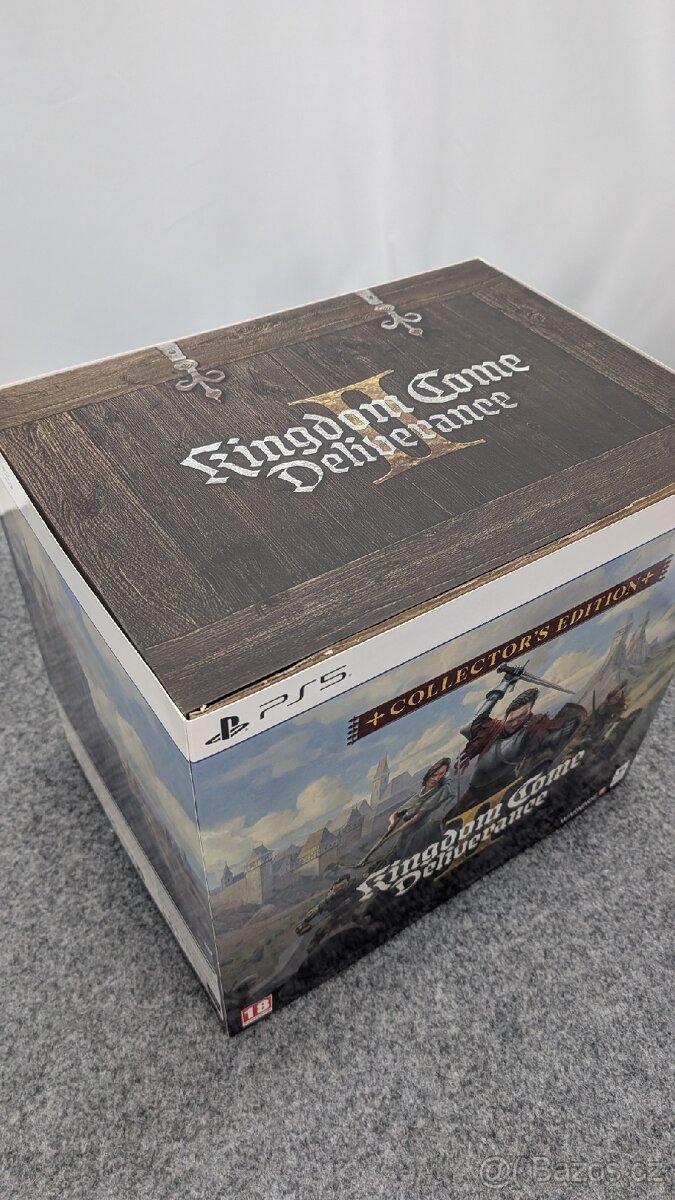 Kingdom Come
II
Deliverance
PS5
+COLLECTOR'S EDITION+
Kingdom Come
II
Deliverance
18
@ Bazos.cz